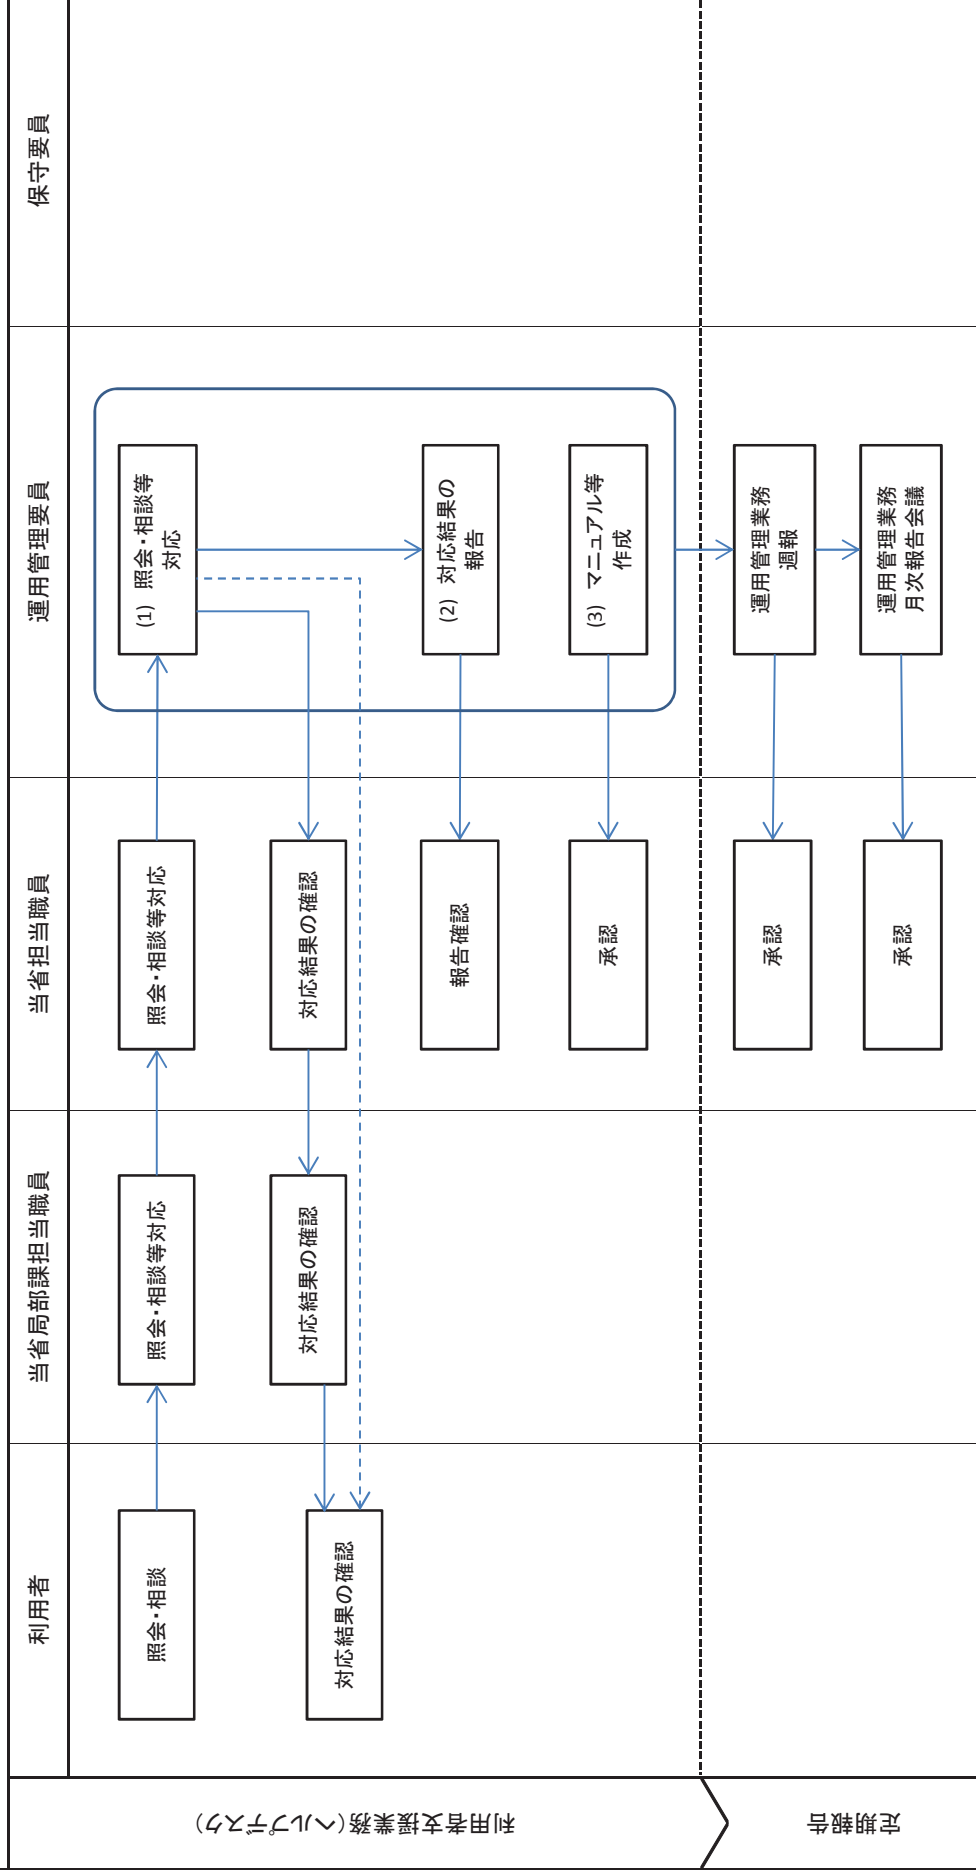 利用者
当省局部課担当職員
当省担当職員
運用管理要員
保守要員
利用者支援業務(ヘルプデスク)
照会・相談
照会・相談等対応
照会・相談等対応
(1) 照会・相談等
対応
対応結果の確認
対応結果の確認
対応結果の確認
報告確認
(2) 対応結果の
報告
承認
(3) マニュアル等
作成
定期報告
承認
運用管理業務
週報
承認
運用管理業務
月次報告会議